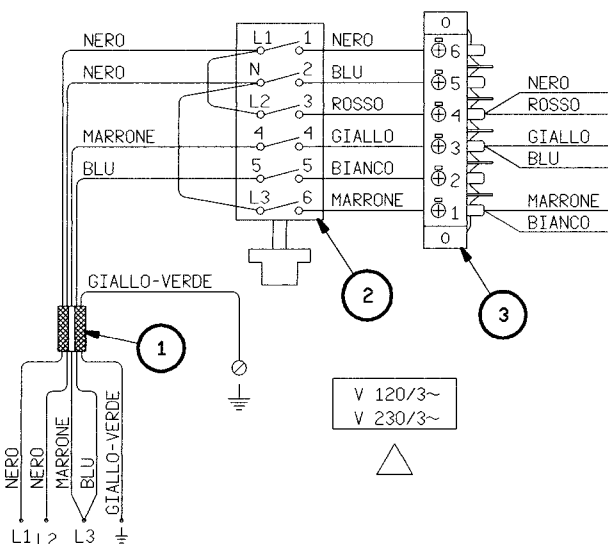 0
NERO L1 1 NERO 6
NERO N 2 BLU 5
L2 3 ROSSO 4
NERO
ROSSO
MARRONE 4 4 GIALLO 3
GIALLO
BLU
BLU 5 5 BIANCO 2
L3 6 MARRONE 1
MARRONE
BIANCO
0
GIALLO-VERDE
1
2
3
V 120/3~
V 230/3~
NERO
NERO
MARRONE
BLU
GIALLO-VERDE
L1 L2 L3